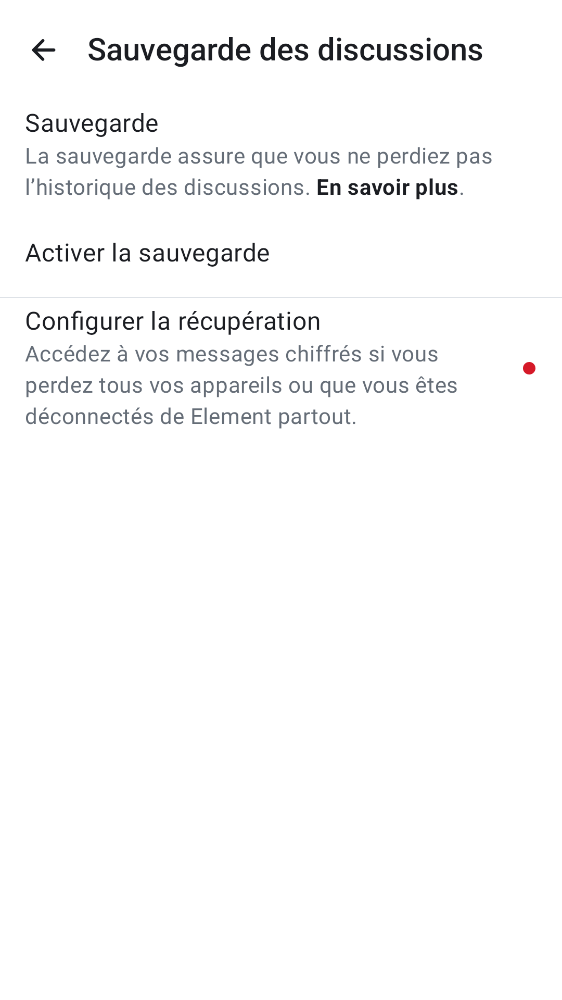 Sauvegarde des discussions
Sauvegarde
La sauvegarde assure que vous ne perdiez pas
l’historique des discussions. En savoir plus.
Activer la sauvegarde
Configurer la récupération
Accédez à vos messages chiffrés si vous
perdez tous vos appareils ou que vous êtes
déconnectés de Element partout.